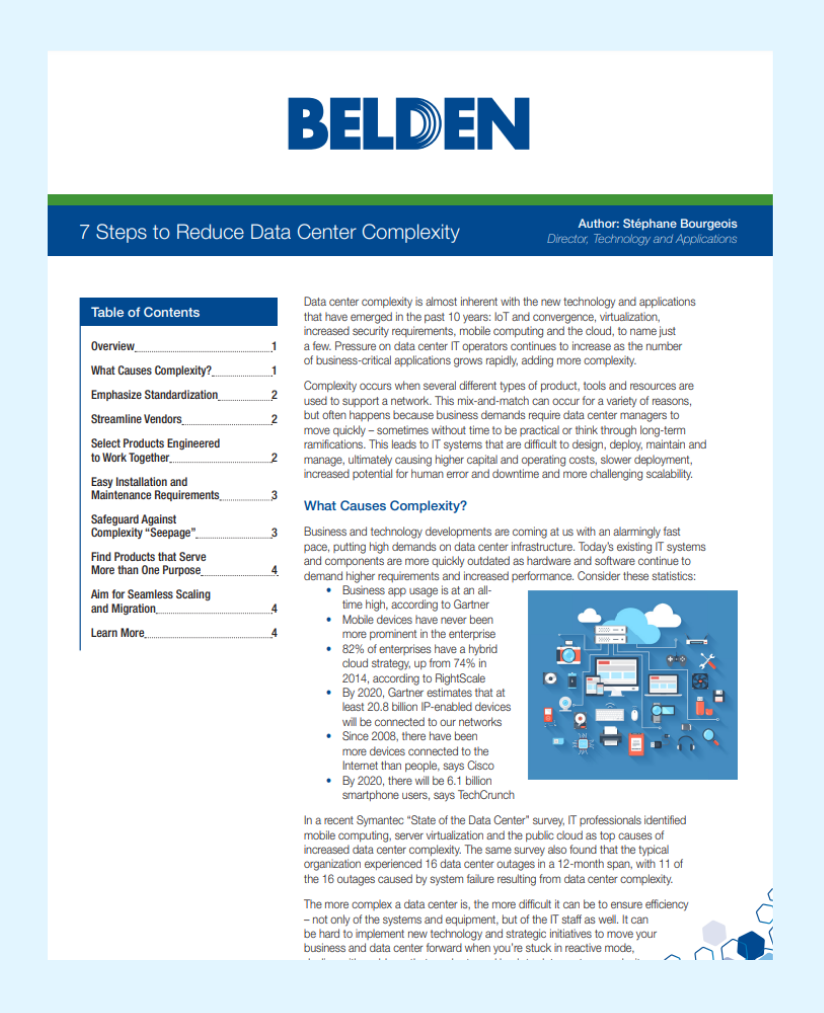 BELDEN
7 Steps to Reduce Data Center Complexity
Author: Stéphane Bourgeois
Director, Technology and Applications
Table of Contents
Overview 1
What Causes Complexity? 1
Emphasize Standardization 2
Streamline Vendors 2
Select Products Engineered
to Work Together 2
Easy Installation and
Maintenance Requirements 3
Safeguard Against
Complexity “Seepage” 3
Find Products that Serve
More than One Purpose 4
Aim for Seamless Scaling
and Migration 4
Learn More 4
Data center complexity is almost inherent with the new technology and applications
that have emerged in the past 10 years: IoT and convergence, virtualization,
increased security requirements, mobile computing and the cloud, to name just
a few. Pressure on data center IT operators continues to increase as the number
of business-critical applications grows rapidly, adding more complexity.
Complexity occurs when several different types of product, tools and resources are
used to support a network. This mix-and-match can occur for a variety of reasons,
but often happens because business demands require data center managers to
move quickly – sometimes without time to be practical or think through long-term
ramifications. This leads to IT systems that are difficult to design, deploy, maintain and
manage, ultimately causing higher capital and operating costs, slower deployment,
increased potential for human error and downtime and more challenging scalability.
What Causes Complexity?
Business and technology developments are coming at us with an alarmingly fast
pace, putting high demands on data center infrastructure. Today’s existing IT systems
and components are more quickly outdated as hardware and software continue to
demand higher requirements and increased performance. Consider these statistics:
• Business app usage is at an all-
time high, according to Gartner
• Mobile devices have never been
more prominent in the enterprise
• 82% of enterprises have a hybrid
cloud strategy, up from 74% in
2014, according to RightScale
• By 2020, Gartner estimates that at
least 20.8 billion IP-enabled devices
will be connected to our networks
• Since 2008, there have been
more devices connected to the
Internet than people, says Cisco
• By 2020, there will be 6.1 billion
smartphone users, says TechCrunch
In a recent Symantec “State of the Data Center” survey, IT professionals identified
mobile computing, server virtualization and the public cloud as top causes of
increased data center complexity. The same survey also found that the typical
organization experienced 16 data center outages in a 12-month span, with 11 of
the 16 outages caused by system failure resulting from data center complexity.
The more complex a data center is, the more difficult it can be to ensure efficiency
– not only of the systems and equipment, but of the IT staff as well. It can
be hard to implement new technology and strategic initiatives to move your
business and data center forward when you’re stuck in reactive mode,